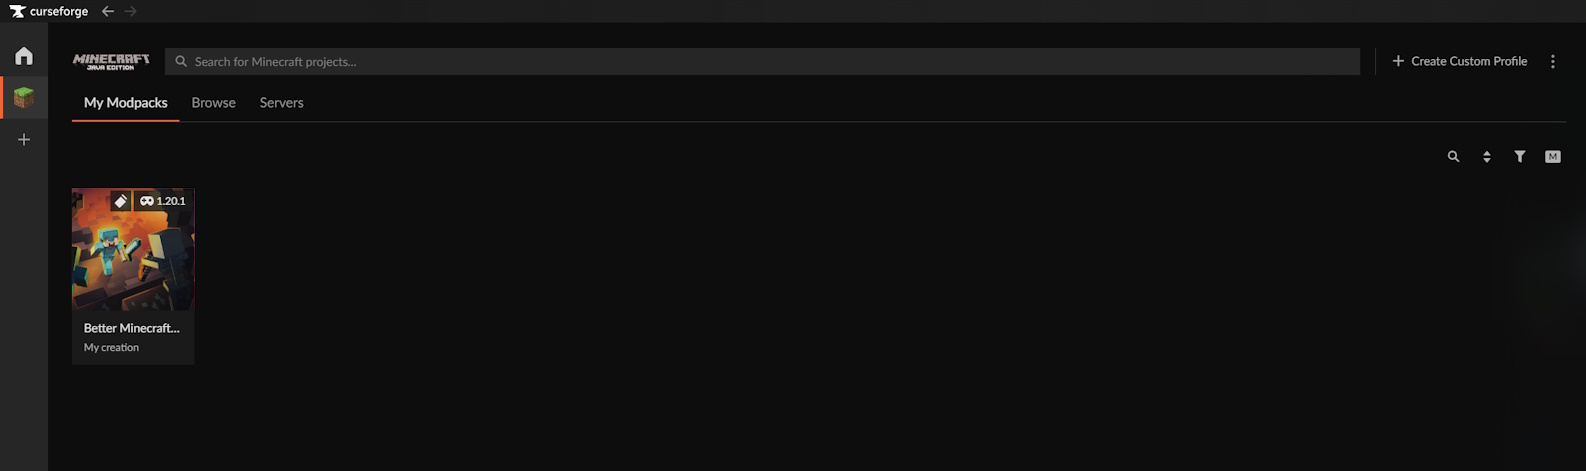 curseforge
MINECRAFT
JAVA EDITION
Search for Minecraft projects...
Create Custom Profile
My Modpacks
Browse
Servers
M
1.20.1
Better Minecraft...
My creation